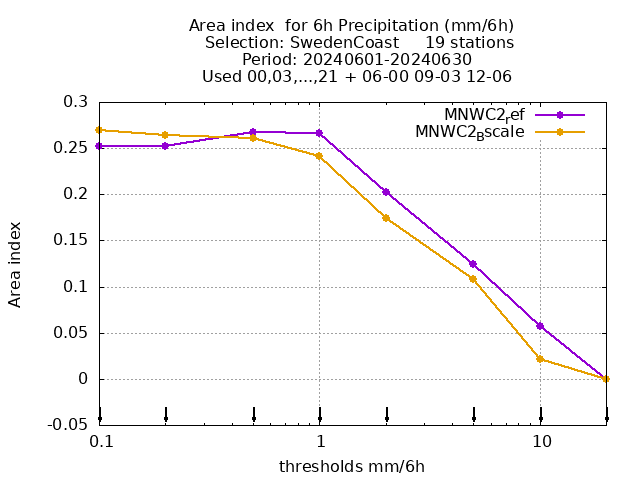 Area index  for 6h Precipitation (mm/6h)
Selection: SwedenCoast     19 stations
Period: 20240601-20240630
Used 00,03,...,21 + 06-00 09-03 12-06
MNWC2_ref
MNWC2_Bscale
0.3
0.25
0.2
0.15
0.1
0.05
0
-0.05
Area index
0.1
1
10
thresholds mm/6h